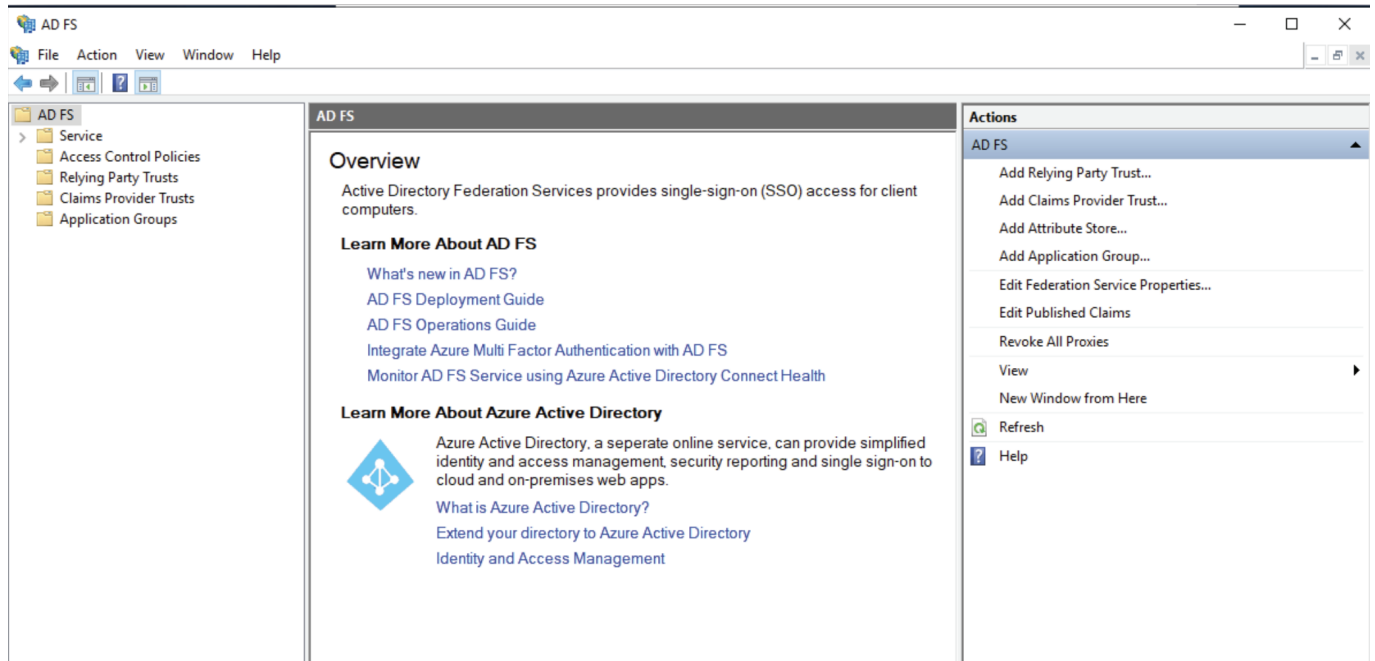 AD FS
File Action View Window Help
AD FS
Service
Access Control Policies
Relying Party Trusts
Claims Provider Trusts
Application Groups
AD FS
Overview
Active Directory Federation Services provides single-sign-on (SSO) access for client
computers.
Learn More About AD FS
What's new in AD FS?
AD FS Deployment Guide
AD FS Operations Guide
Integrate Azure Multi Factor Authentication with AD FS
Monitor AD FS Service using Azure Active Directory Connect Health
Learn More About Azure Active Directory
Azure Active Directory, a seperate online service, can provide simplified
identity and access management, security reporting and single sign-on to
cloud and on-premises web apps.
What is Azure Active Directory?
Extend your directory to Azure Active Directory
Identity and Access Management
Actions
AD FS
Add Relying Party Trust...
Add Claims Provider Trust...
Add Attribute Store...
Add Application Group...
Edit Federation Service Properties...
Edit Published Claims
Revoke All Proxies
View
New Window from Here
Refresh
Help